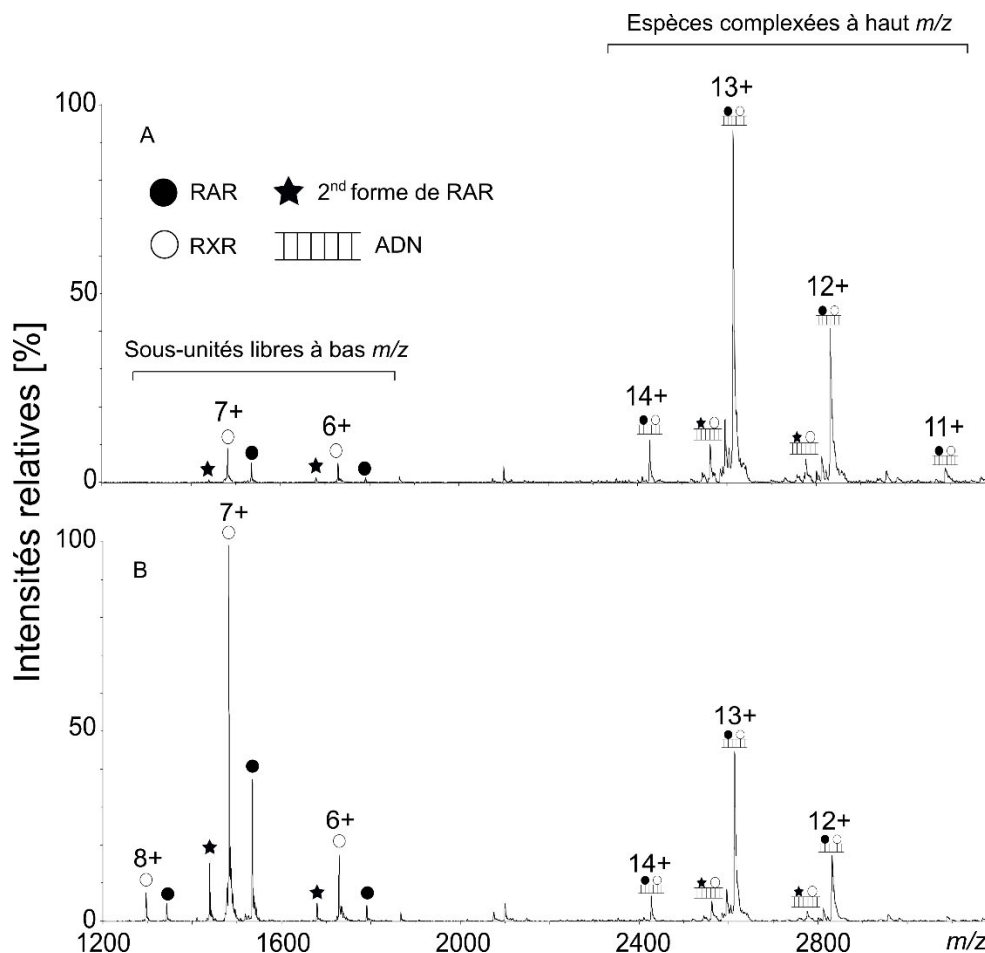 Espèces complexées à haut m/z
13+
100
A
RAR
2nd forme de RAR
RXR
ADN
12+
50
Sous-unités libres à bas m/z
14+
7+
6+
11+
0
Intensités relatives [%]
7+
100
B
13+
50
6+
12+
8+
14+
0
1200
1600
2000
2400
2800
m/z